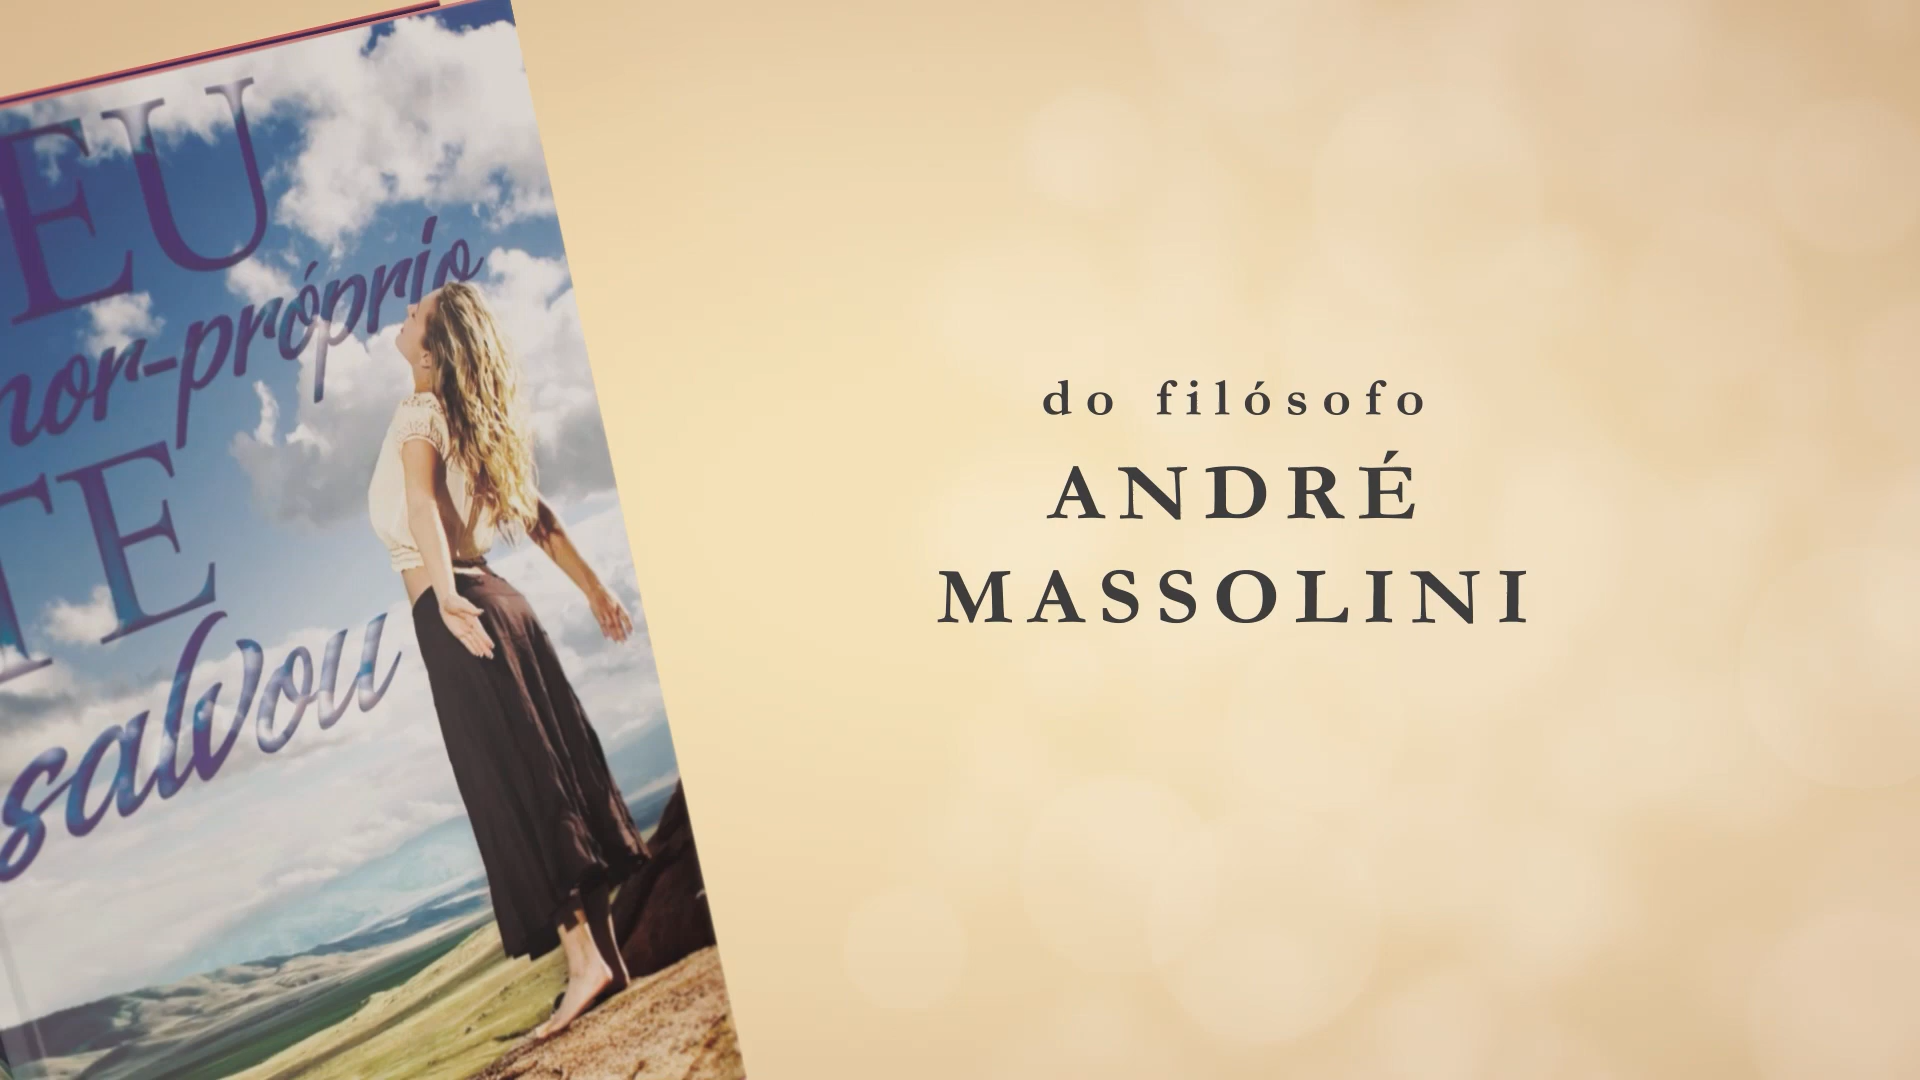 EU
mor-próprio
TE
salvou
do filósofo
ANDRÉ
MASSOLINI